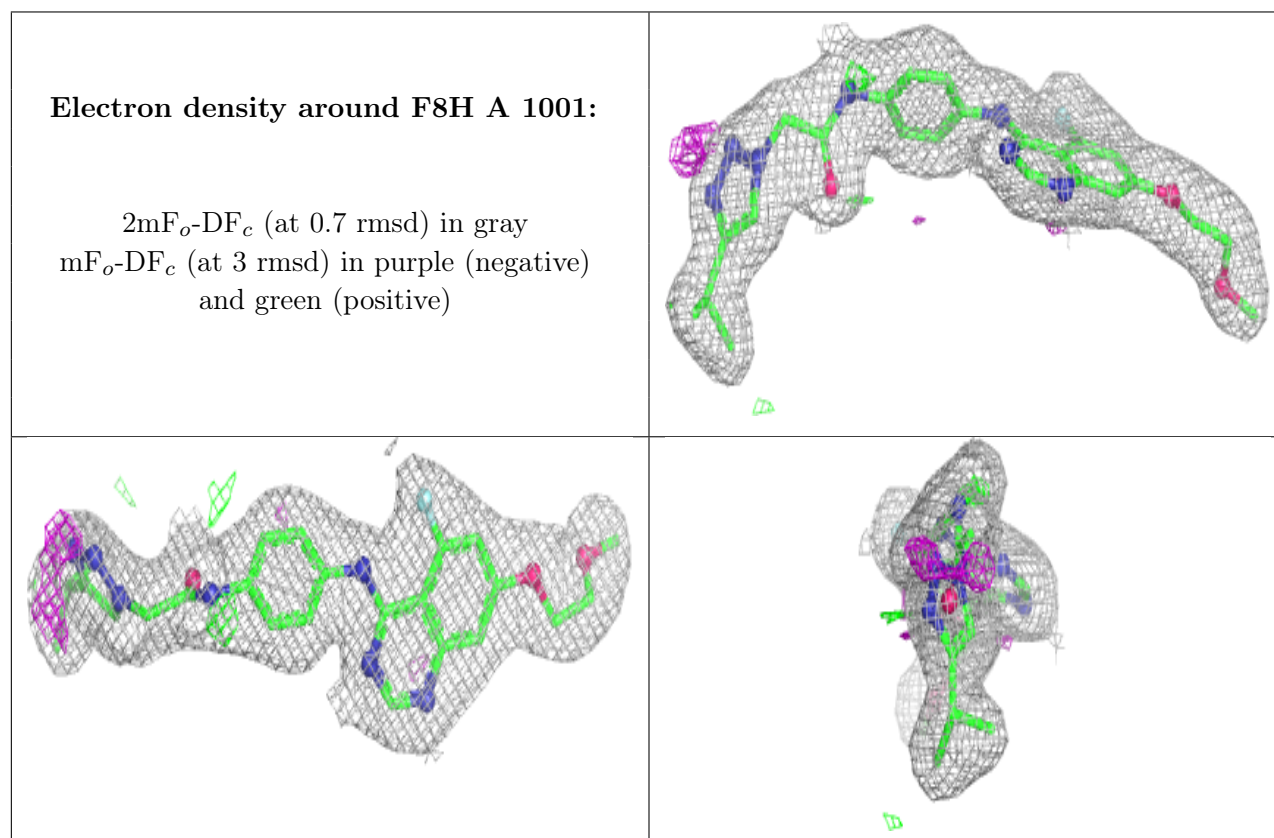 Electron density around F8H A 1001:
2mFₒ-DF𝒸 (at 0.7 rmsd) in gray
mFₒ-DF𝒸 (at 3 rmsd) in purple (negative)
and green (positive)